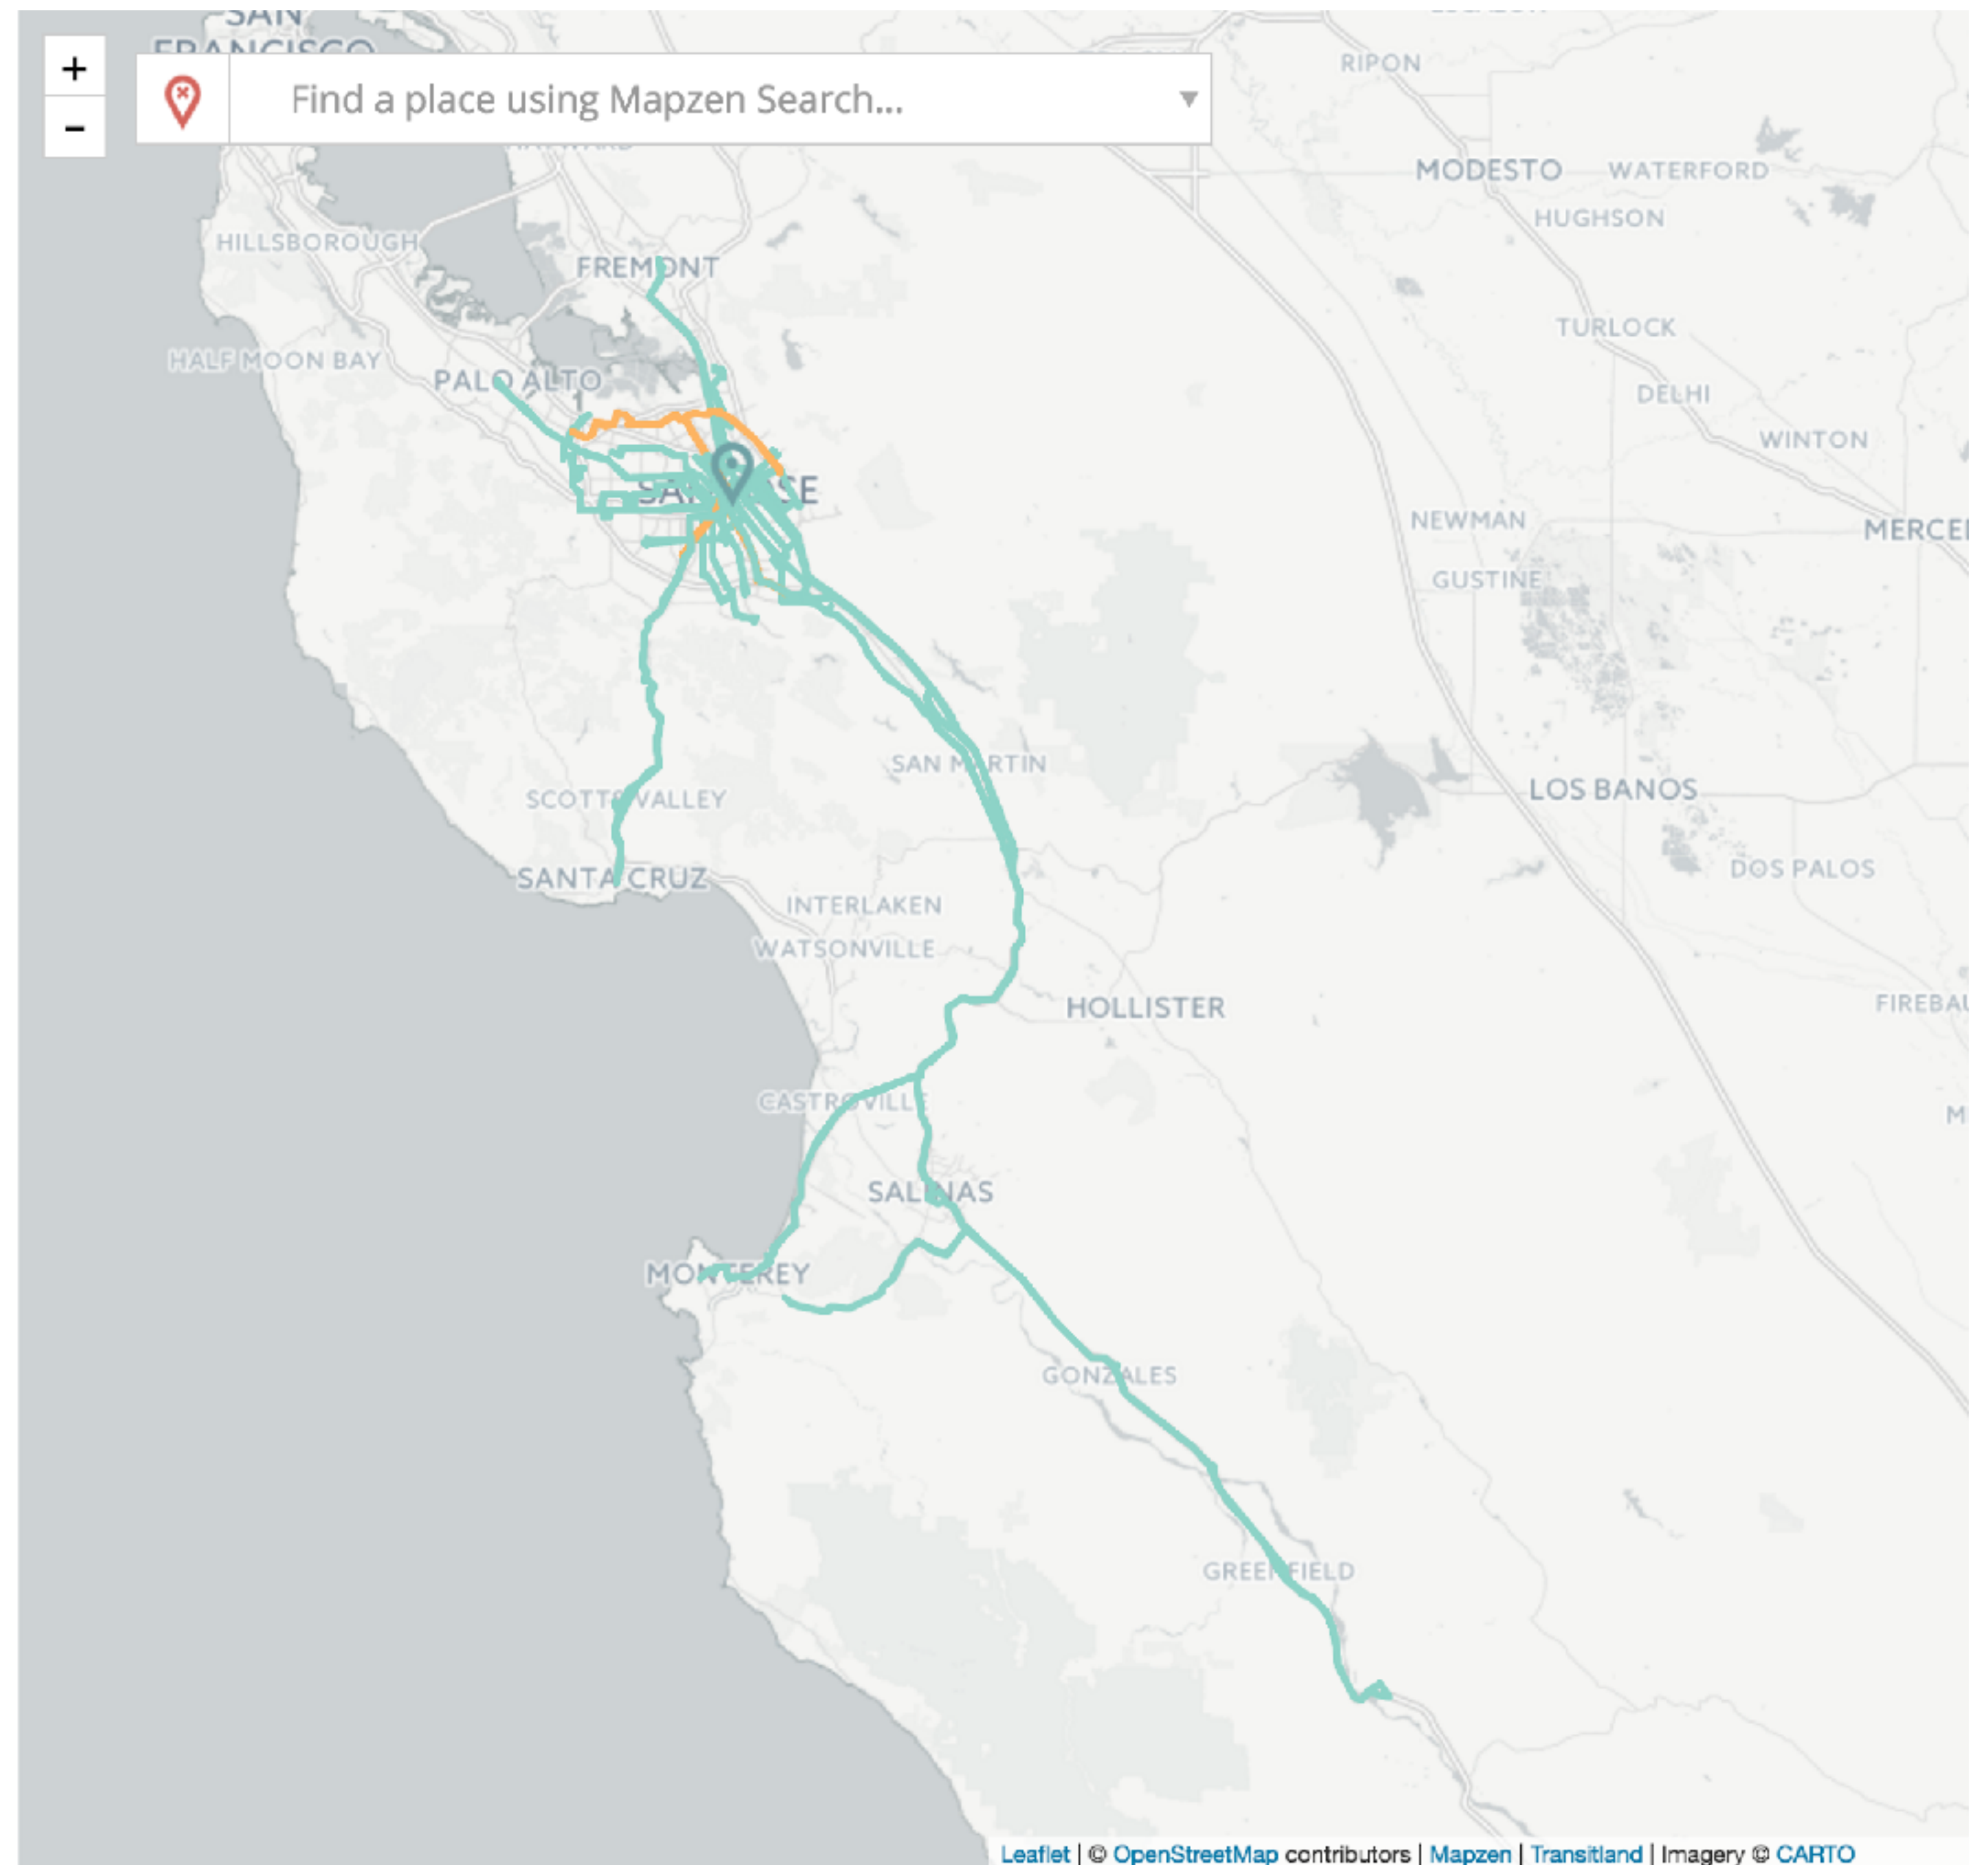 SAN
FRANCISCO
+
−
Find a place using Mapzen Search...
RIPON
HAYWARD
MODESTO
WATERFORD
HUGHSON
HILLSBOROUGH
FREMONT
TURLOCK
HALF MOON BAY
PALO ALTO
DELHI
WINTON
SAN JOSE
NEWMAN
MERCE
GUSTINE
SAN MARTIN
LOS BANOS
SCOTTS VALLEY
DOS PALOS
SANTA CRUZ
INTERLAKEN
WATSONVILLE
HOLLISTER
FIREBAU
CASTROVILLE
M
SALINAS
MONTEREY
GONZALES
GREENFIELD
Leaflet | © OpenStreetMap contributors | Mapzen | Transitland | Imagery © CARTO